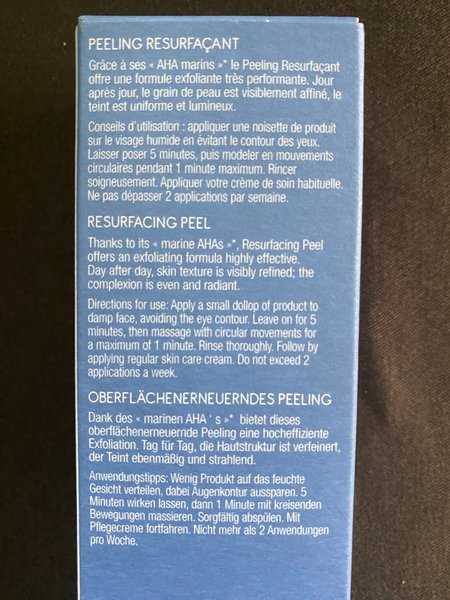 PEELING RESURFAÇANT
Grâce à ses « AHA marins »* le Peeling Resurfaçant
offre une formule exfoliante très performante. Jour
après jour, le grain de peau est visiblement affiné, le
teint est uniforme et lumineux.
Conseils d'utilisation : appliquer une noisette de produit
sur le visage humide en évitant le contour des yeux.
Laisser poser 5 minutes, puis modeler en mouvements
circulaires pendant 1 minute maximum. Rincer
soigneusement. Appliquer votre crème de soin habituelle.
Ne pas dépasser 2 applications par semaine.
RESURFACING PEEL
Thanks to its « marine AHAs »*, Resurfacing Peel
offers an exfoliating formula highly effective.
Day after day, skin texture is visibly refined; the
complexion is even and radiant.
Directions for use: Apply a small dollop of product to
damp face, avoiding the eye contour. Leave on for 5
minutes, then massage with circular movements for
a maximum of 1 minute. Rinse thoroughly. Follow by
applying regular skin care cream. Do not exceed 2
applications a week.
OBERFLÄCHENERNEUERNDES PEELING
Dank des « marinen AHA ' s »* bietet dieses
oberflächenerneuernde Peeling eine hocheffiziente
Exfoliation. Tag für Tag, die Hautstruktur ist verfeinert,
der Teint ebenmäßig und strahlend.
Anwendungstipps: Wenig Produkt auf das feuchte
Gesicht verteilen, dabei Augenkontur aussparen. 5
Minuten wirken lassen, dann 1 Minute mit kreisenden
Bewegungen massieren. Sorgfältig abspülen. Mit
Pflegecreme fortfahren. Nicht mehr als 2 Anwendungen
pro Woche.